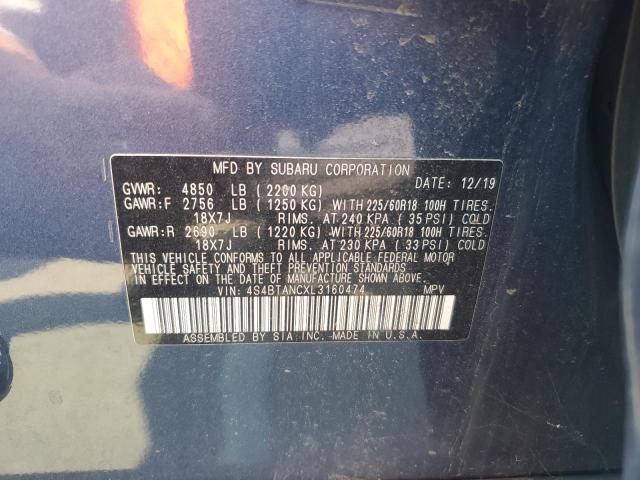 MFD BY SUBARU CORPORATION
GVWR: 4850 LB (2200 KG) DATE: 12/19
GAWR:F 2756 LB (1250 KG) WITH 225/60R18 100H TIRES.
18X7J RIMS. AT 240 KPA (35 PSI) COLD
GAWR:R 2690 LB (1220 KG) WITH 225/60R18 100H TIRES.
18X7J RIMS. AT 230 KPA (33 PSI) COLD
THIS VEHICLE CONFORMS TO ALL APPLICABLE FEDERAL MOTOR
VEHICLE SAFETY, BUMPER, AND THEFT PREVENTION STANDARDS
IN EFFECT ON THE DATE OF MANUFACTURE SHOWN ABOVE.
VIN: 4S4BTANCXL3160474 MPV
ASSEMBLED BY SIA INC. MADE IN U.S.A.